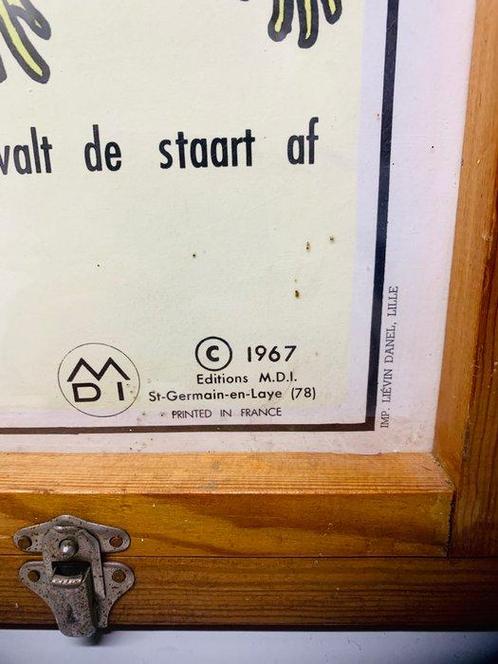 valt de staart af
MDI
© 1967
Editions M.D.I.
St-Germain-en-Laye (78)
PRINTED IN FRANCE
IMP. LIÉVIN DANEL, LILLE